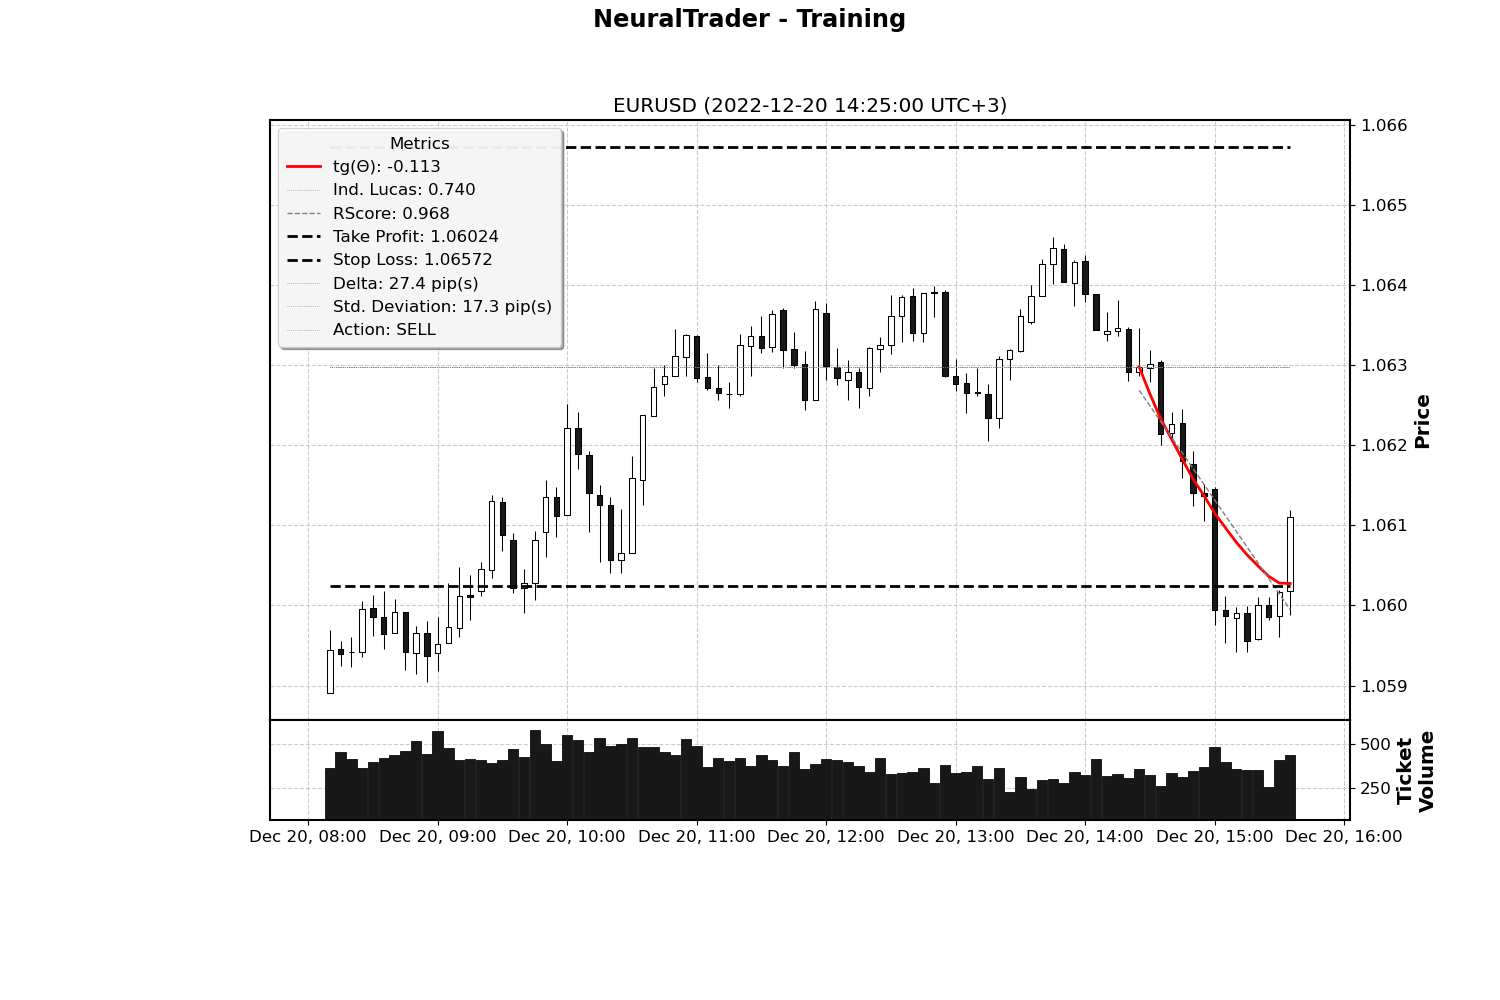 NeuralTrader - Training
EURUSD (2022-12-20 14:25:00 UTC+3)
Metrics
tg(Θ): -0.113
Ind. Lucas: 0.740
RScore: 0.968
Take Profit: 1.06024
Stop Loss: 1.06572
Delta: 27.4 pip(s)
Std. Deviation: 17.3 pip(s)
Action: SELL
1.066
1.065
1.064
1.063
1.062
1.061
1.060
1.059
Price
500
250
Ticket
Volume
Dec 20, 08:00 Dec 20, 09:00 Dec 20, 10:00 Dec 20, 11:00 Dec 20, 12:00 Dec 20, 13:00 Dec 20, 14:00 Dec 20, 15:00 Dec 20, 16:00